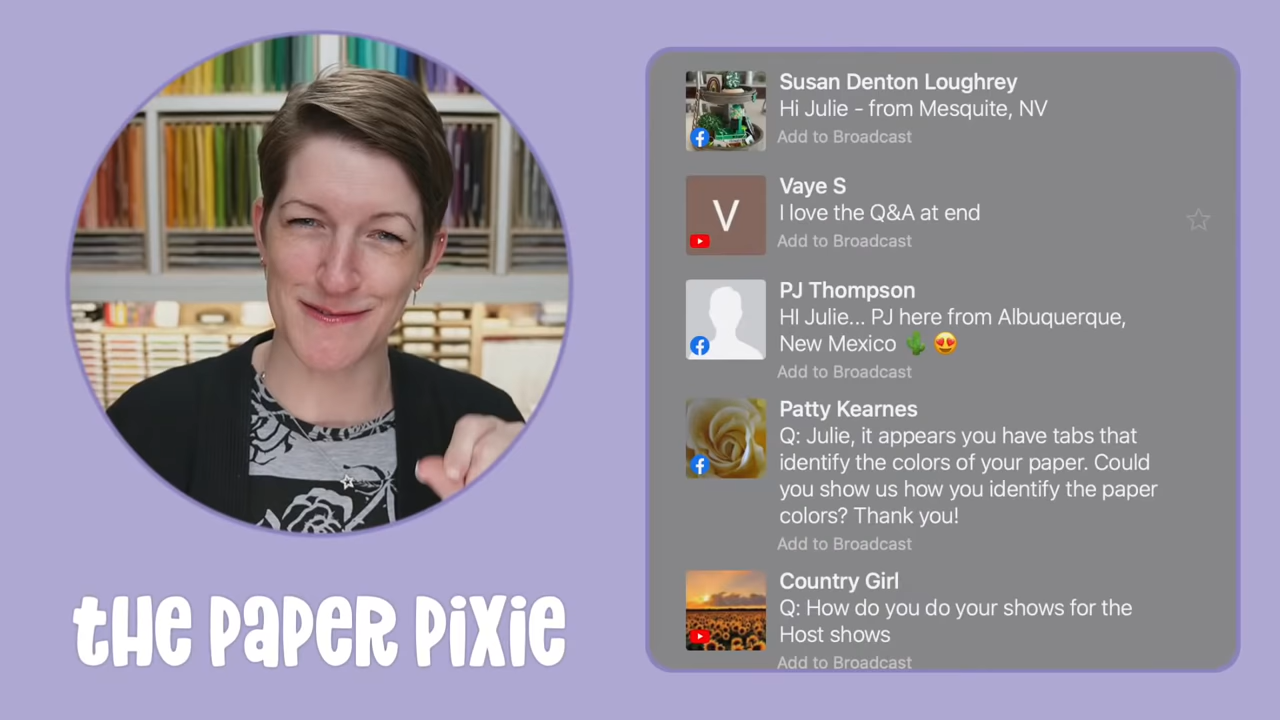 Susan Denton Loughrey
Hi Julie - from Mesquite, NV
Add to Broadcast
V
Vaye S
I love the Q&A at end
Add to Broadcast
PJ Thompson
HI Julie... PJ here from Albuquerque,
New Mexico 🌵 😍
Add to Broadcast
Patty Kearnes
Q: Julie, it appears you have tabs that
identify the colors of your paper. Could
you show us how you identify the paper
colors? Thank you!
Add to Broadcast
Country Girl
Q: How do you do your shows for the
Host shows
Add to Broadcast
the paper pixie